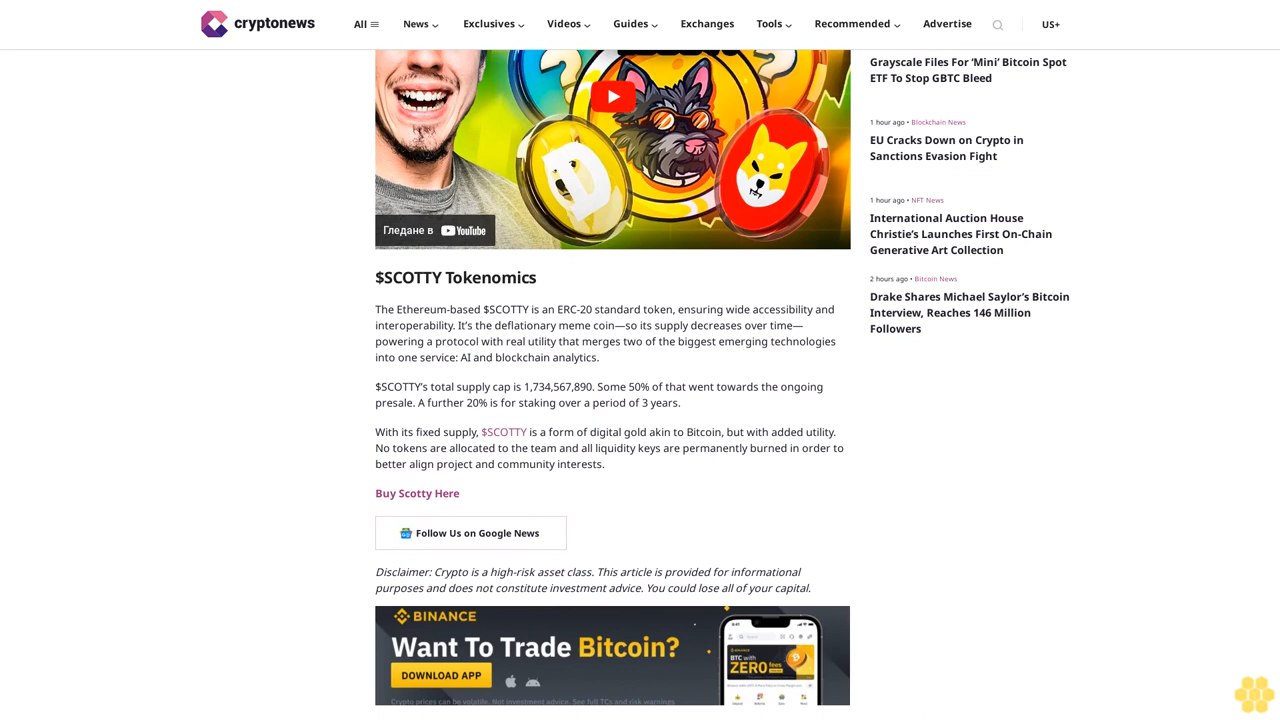 cryptonews
All
News
Exclusives
Videos
Guides
Exchanges
Tools
Recommended
Advertise
US+
Гледане в YouTube
$SCOTTY Tokenomics
The Ethereum-based $SCOTTY is an ERC-20 standard token, ensuring wide accessibility and
interoperability. It’s the deflationary meme coin—so its supply decreases over time—
powering a protocol with real utility that merges two of the biggest emerging technologies
into one service: AI and blockchain analytics.
$SCOTTY’s total supply cap is 1,734,567,890. Some 50% of that went towards the ongoing
presale. A further 20% is for staking over a period of 3 years.
With its fixed supply, $SCOTTY is a form of digital gold akin to Bitcoin, but with added utility.
No tokens are allocated to the team and all liquidity keys are permanently burned in order to
better align project and community interests.
Buy Scotty Here
Follow Us on Google News
Disclaimer: Crypto is a high-risk asset class. This article is provided for informational
purposes and does not constitute investment advice. You could lose all of your capital.
BINANCE
Want To Trade Bitcoin?
DOWNLOAD APP
Crypto prices can be volatile. Not investment advice. See full TCs and risk warnings
BTC with
ZERO fees
Grayscale Files For ‘Mini’ Bitcoin Spot
ETF To Stop GBTC Bleed
1 hour ago • Blockchain News
EU Cracks Down on Crypto in
Sanctions Evasion Fight
1 hour ago • NFT News
International Auction House
Christie’s Launches First On-Chain
Generative Art Collection
2 hours ago • Bitcoin News
Drake Shares Michael Saylor’s Bitcoin
Interview, Reaches 146 Million
Followers